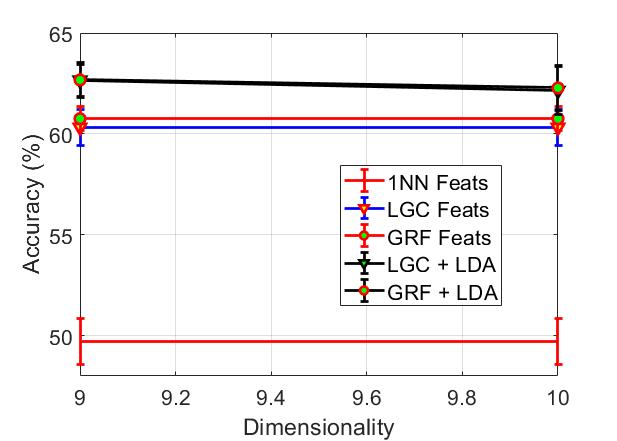 65
60
55
50
Accuracy (%)
1NN Feats
LGC Feats
GRF Feats
LGC + LDA
GRF + LDA
9 9.2 9.4 9.6 9.8 10
Dimensionality